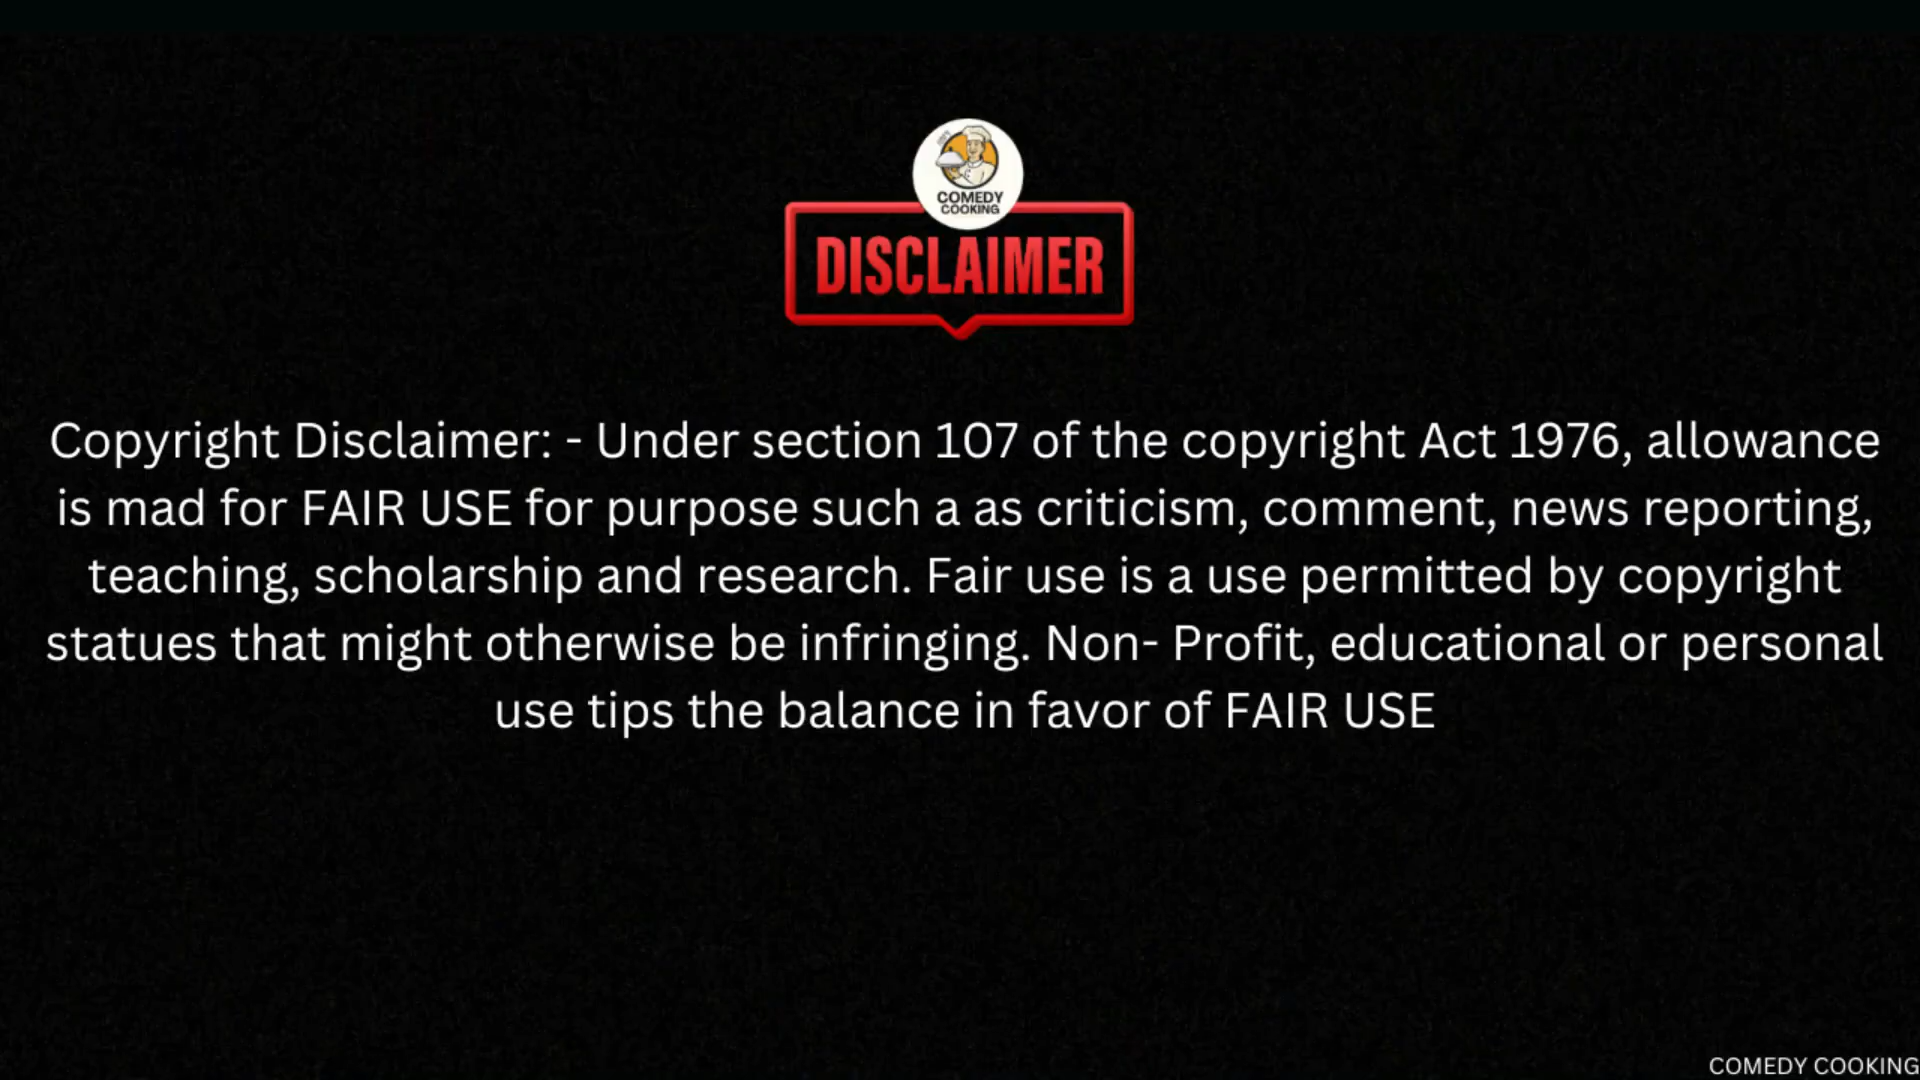 COMEDY
COOKING
DISCLAIMER
Copyright Disclaimer: - Under section 107 of the copyright Act 1976, allowance
is mad for FAIR USE for purpose such a as criticism, comment, news reporting,
teaching, scholarship and research. Fair use is a use permitted by copyright
statues that might otherwise be infringing. Non- Profit, educational or personal
use tips the balance in favor of FAIR USE
COMEDY COOKING